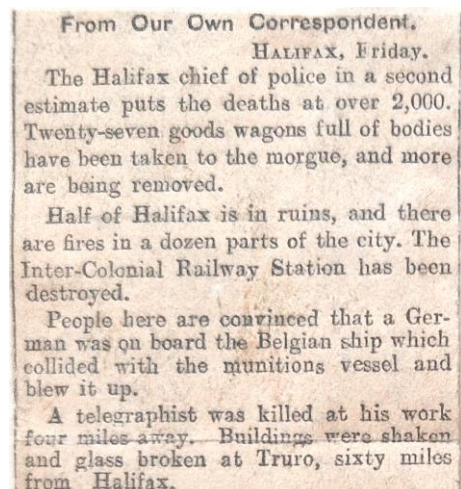 From Our Own Correspondent.
HALIFAX, Friday.
The Halifax chief of police in a second
estimate puts the deaths at over 2,000.
Twenty-seven goods wagons full of bodies
have been taken to the morgue, and more
are being removed.
Half of Halifax is in ruins, and there
are fires in a dozen parts of the city. The
Inter-Colonial Railway Station has been
destroyed.
People here are convinced that a Ger-
man was on board the Belgian ship which
collided with the munitions vessel and
blew it up.
A telegraphist was killed at his work
four miles away. Buildings were shaken
and glass broken at Truro, sixty miles
from Halifax.